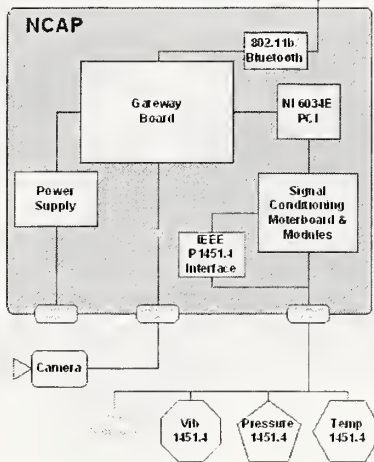 NCAP
802.11b/
Bluetooth
Gateway
Board
NI 6034E
PCI
Power
Supply
Signal
Conditioning
Moterboard &
Modules
IEEE
P1451.4
Interface
Camera
Vib
1451.4
Pressure
1451.4
Temp
1451.4